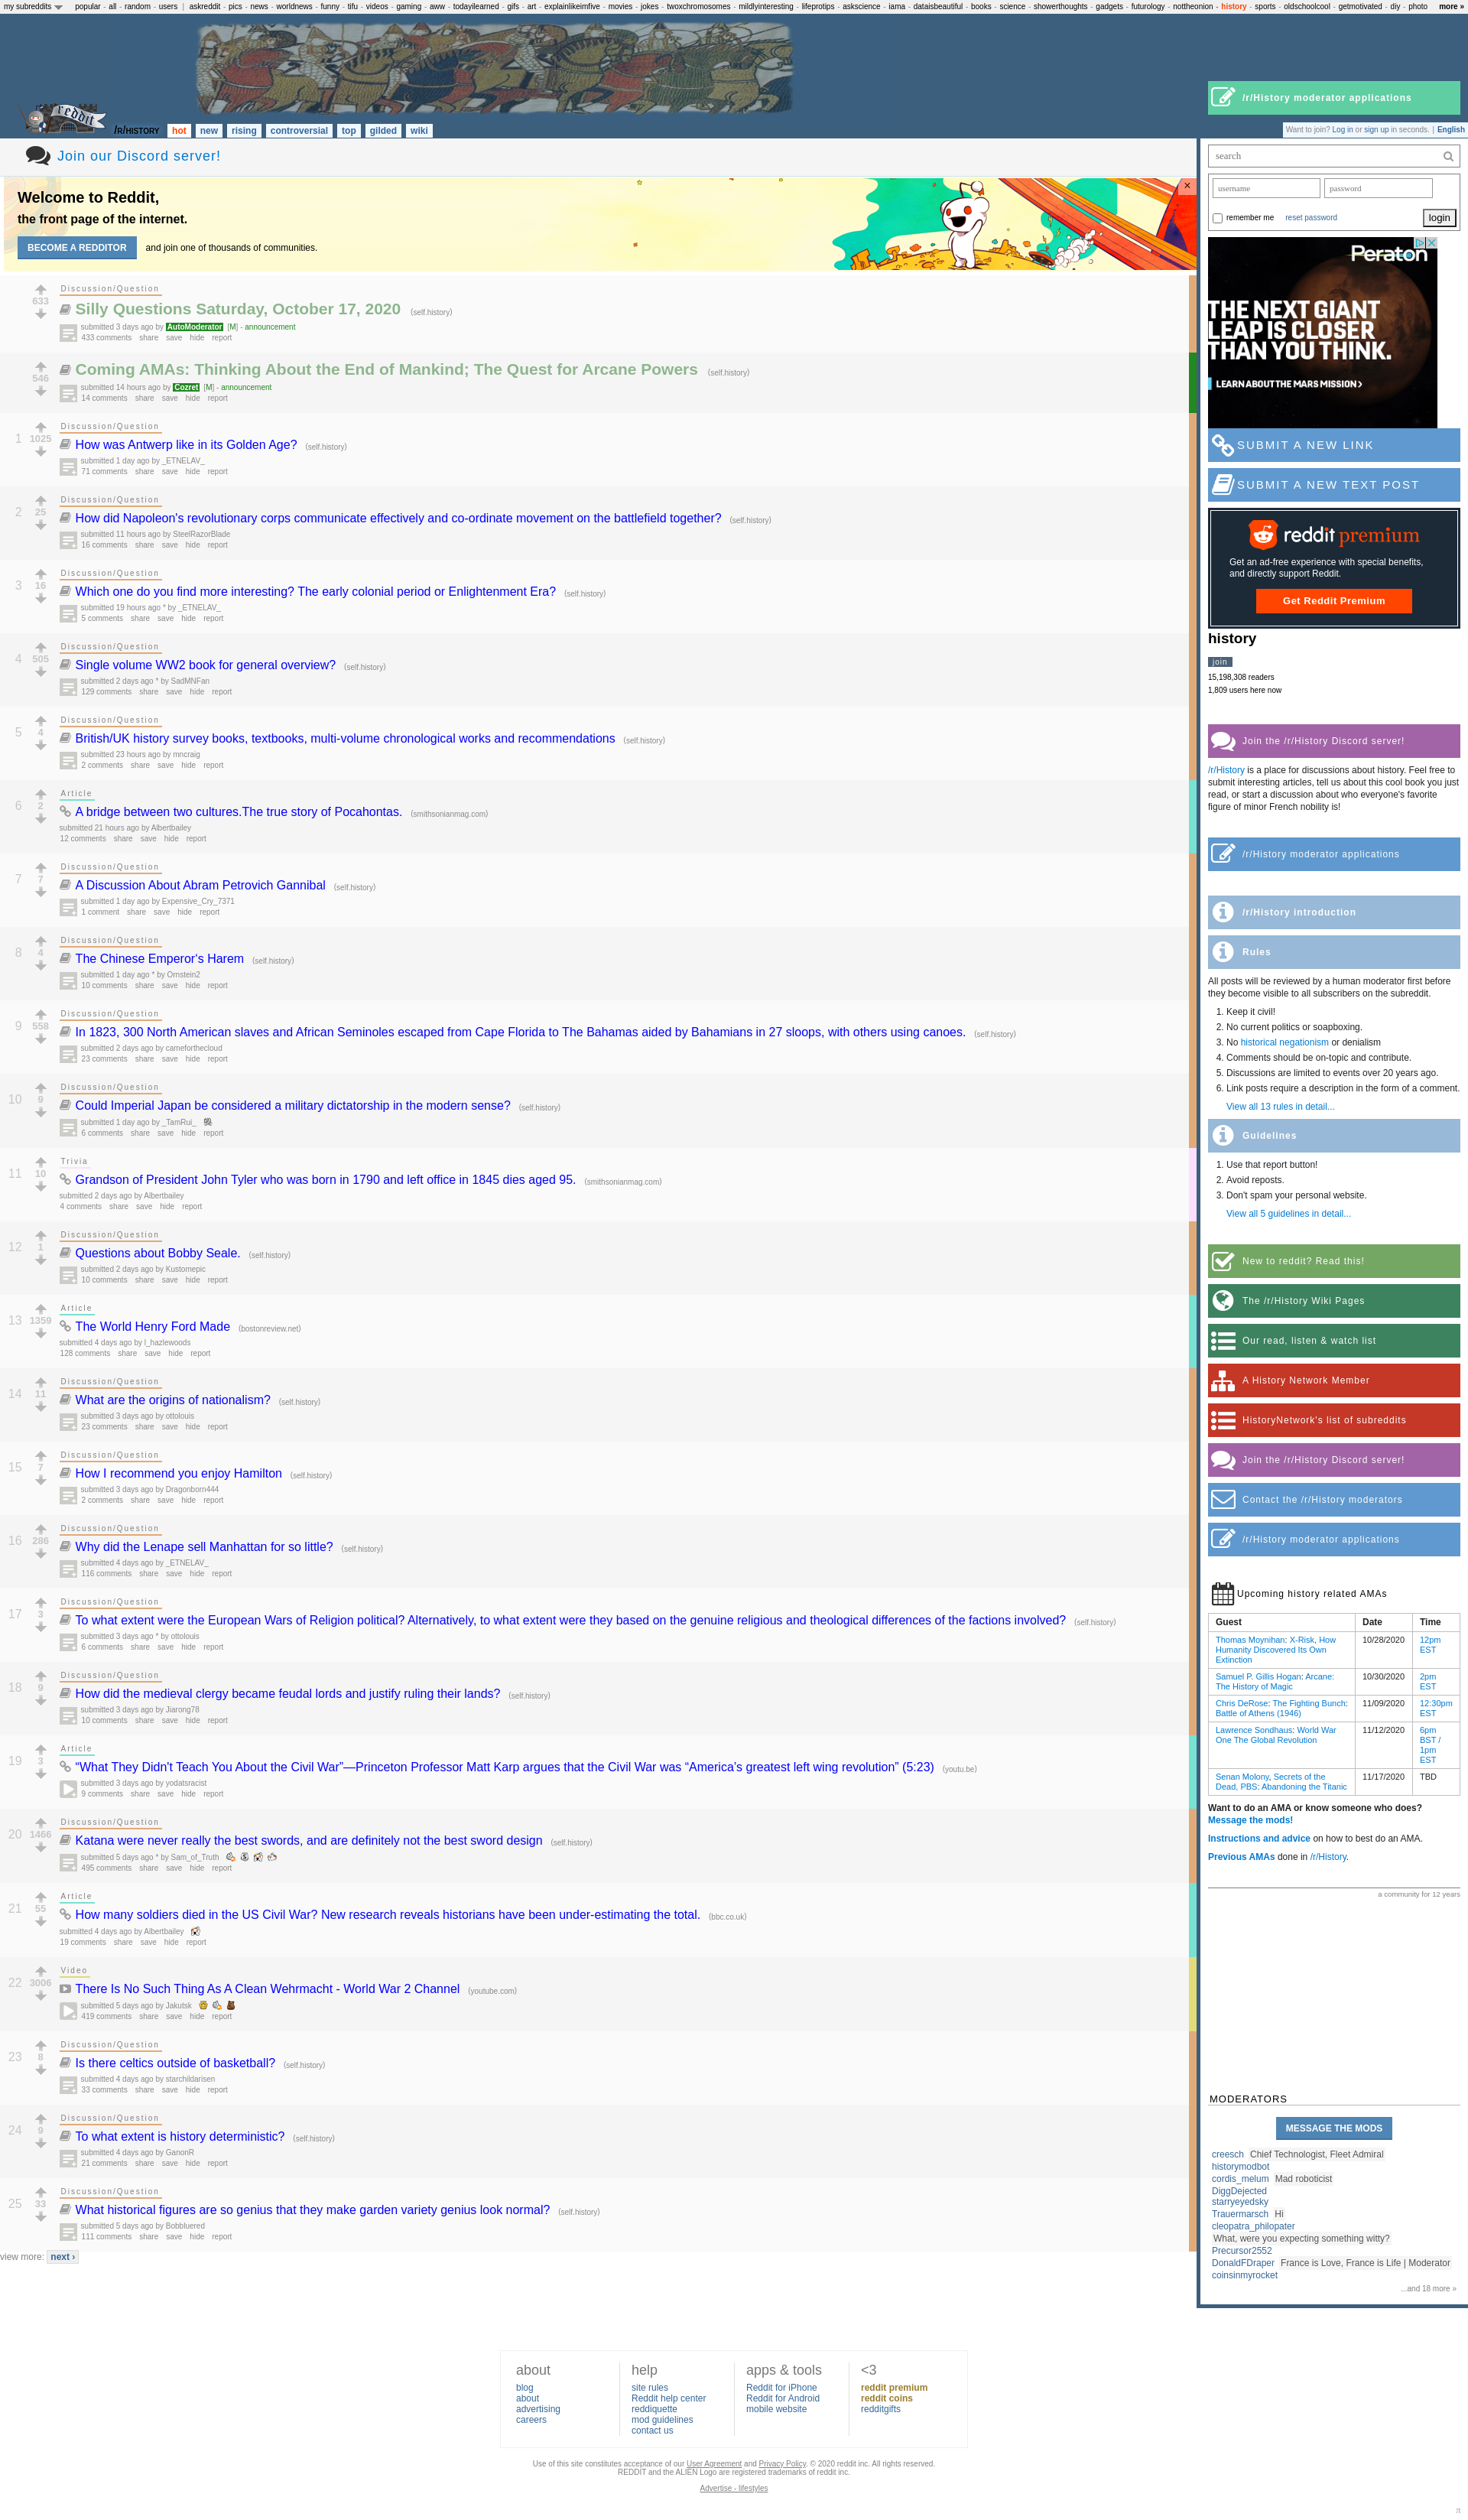 my subreddits popular - all - random - users | askreddit - pics - news - worldnews - funny - tifu - videos - gaming - aww - todayilearned - gifs - art - explainlikeimfive - movies - jokes - twoxchromosomes - mildlyinteresting - lifeprotips - askscience - iama - dataisbeautiful - books - science - showerthoughts - gadgets - futurology - nottheonion - history - sports - oldschoolcool - getmotivated - diy - photo more »
/r/History moderator applications
reddit /R/HISTORY hot new rising controversial top gilded wiki
Want to join? Log in or sign up in seconds. | English
Join our Discord server!
Welcome to Reddit,
the front page of the internet.
BECOME A REDDITOR and join one of thousands of communities.
×
Discussion/Question
633
Silly Questions Saturday, October 17, 2020 (self.history)
submitted 3 days ago by AutoModerator [M] - announcement
433 comments share save hide report
546
Coming AMAs: Thinking About the End of Mankind; The Quest for Arcane Powers (self.history)
submitted 14 hours ago by Cozret [M] - announcement
14 comments share save hide report
Discussion/Question
1 1025
How was Antwerp like in its Golden Age? (self.history)
submitted 1 day ago by _ETNELAV_
71 comments share save hide report
Discussion/Question
2 25
How did Napoleon's revolutionary corps communicate effectively and co-ordinate movement on the battlefield together? (self.history)
submitted 11 hours ago by SteelRazorBlade
16 comments share save hide report
Discussion/Question
3 16
Which one do you find more interesting? The early colonial period or Enlightenment Era? (self.history)
submitted 19 hours ago * by _ETNELAV_
5 comments share save hide report
Discussion/Question
4 505
Single volume WW2 book for general overview? (self.history)
submitted 2 days ago * by SadMNFan
129 comments share save hide report
Discussion/Question
5 4
British/UK history survey books, textbooks, multi-volume chronological works and recommendations (self.history)
submitted 23 hours ago by mncraig
2 comments share save hide report
Article
6 2
A bridge between two cultures.The true story of Pocahontas. (smithsonianmag.com)
submitted 21 hours ago by Albertbailey
12 comments share save hide report
Discussion/Question
7 7
A Discussion About Abram Petrovich Gannibal (self.history)
submitted 1 day ago by Expensive_Cry_7371
1 comment share save hide report
Discussion/Question
8 4
The Chinese Emperor's Harem (self.history)
submitted 1 day ago * by Omstein2
10 comments share save hide report
Discussion/Question
9 558
In 1823, 300 North American slaves and African Seminoles escaped from Cape Florida to The Bahamas aided by Bahamians in 27 sloops, with others using canoes. (self.history)
submitted 2 days ago by cameforthecloud
23 comments share save hide report
Discussion/Question
10 9
Could Imperial Japan be considered a military dictatorship in the modern sense? (self.history)
submitted 1 day ago by _TamRui_
6 comments share save hide report
Trivia
11 10
Grandson of President John Tyler who was born in 1790 and left office in 1845 dies aged 95. (smithsonianmag.com)
submitted 2 days ago by Albertbailey
4 comments share save hide report
Discussion/Question
12 1
Questions about Bobby Seale. (self.history)
submitted 2 days ago by Kustomepic
10 comments share save hide report
Article
13 1359
The World Henry Ford Made (bostonreview.net)
submitted 4 days ago by l_hazlewoods
128 comments share save hide report
Discussion/Question
14 11
What are the origins of nationalism? (self.history)
submitted 3 days ago by ottolouis
23 comments share save hide report
Discussion/Question
15 7
How I recommend you enjoy Hamilton (self.history)
submitted 3 days ago by Dragonborn444
2 comments share save hide report
Discussion/Question
16 286
Why did the Lenape sell Manhattan for so little? (self.history)
submitted 4 days ago by _ETNELAV_
116 comments share save hide report
Discussion/Question
17 3
To what extent were the European Wars of Religion political? Alternatively, to what extent were they based on the genuine religious and theological differences of the factions involved? (self.history)
submitted 3 days ago * by ottolouis
6 comments share save hide report
Discussion/Question
18 9
How did the medieval clergy became feudal lords and justify ruling their lands? (self.history)
submitted 3 days ago by Jiarong78
10 comments share save hide report
Article
19 3
“What They Didn't Teach You About the Civil War”—Princeton Professor Matt Karp argues that the Civil War was “America's greatest left wing revolution” (5:23) (youtu.be)
submitted 3 days ago by yodatsracist
9 comments share save hide report
Discussion/Question
20 1466
Katana were never really the best swords, and are definitely not the best sword design (self.history)
submitted 5 days ago * by Sam_of_Truth
495 comments share save hide report
Article
21 55
How many soldiers died in the US Civil War? New research reveals historians have been under-estimating the total. (bbc.co.uk)
submitted 4 days ago by Albertbailey
19 comments share save hide report
Video
22 3006
There Is No Such Thing As A Clean Wehrmacht - World War 2 Channel (youtube.com)
submitted 5 days ago by Jakutsk
419 comments share save hide report
Discussion/Question
23 8
Is there celtics outside of basketball? (self.history)
submitted 4 days ago by starchildarisen
33 comments share save hide report
Discussion/Question
24 9
To what extent is history deterministic? (self.history)
submitted 4 days ago by GanonR
21 comments share save hide report
Discussion/Question
25 33
What historical figures are so genius that they make garden variety genius look normal? (self.history)
submitted 5 days ago by Bobbluered
111 comments share save hide report
view more: next ›
search
username password
remember me reset password login
Peraton
THE NEXT GIANT
LEAP IS CLOSER
THAN YOU THINK.
LEARN ABOUT THE MARS MISSION >
SUBMIT A NEW LINK
SUBMIT A NEW TEXT POST
reddit premium
Get an ad-free experience with special benefits,
and directly support Reddit.
Get Reddit Premium
history
join
15,198,308 readers
1,809 users here now
Join the /r/History Discord server!
/r/History is a place for discussions about history. Feel free to
submit interesting articles, tell us about this cool book you just
read, or start a discussion about who everyone's favorite
figure of minor French nobility is!
/r/History moderator applications
/r/History introduction
Rules
All posts will be reviewed by a human moderator first before
they become visible to all subscribers on the subreddit.
1. Keep it civil!
2. No current politics or soapboxing.
3. No historical negationism or denialism
4. Comments should be on-topic and contribute.
5. Discussions are limited to events over 20 years ago.
6. Link posts require a description in the form of a comment.
View all 13 rules in detail...
Guidelines
1. Use that report button!
2. Avoid reposts.
3. Don't spam your personal website.
View all 5 guidelines in detail...
New to reddit? Read this!
The /r/History Wiki Pages
Our read, listen & watch list
A History Network Member
HistoryNetwork's list of subreddits
Join the /r/History Discord server!
Contact the /r/History moderators
/r/History moderator applications
Upcoming history related AMAs
Guest Date Time
Thomas Moynihan: X-Risk, How 10/28/2020 12pm
Humanity Discovered Its Own EST
Extinction
Samuel P. Gillis Hogan: Arcane: 10/30/2020 2pm
The History of Magic EST
Chris DeRose: The Fighting Bunch: 11/09/2020 12:30pm
Battle of Athens (1946) EST
Lawrence Sondhaus: World War 11/12/2020 6pm
One The Global Revolution BST /
1pm
EST
Senan Molony, Secrets of the 11/17/2020 TBD
Dead, PBS: Abandoning the Titanic
Want to do an AMA or know someone who does?
Message the mods!
Instructions and advice on how to best do an AMA.
Previous AMAs done in /r/History.
a community for 12 years
MODERATORS
MESSAGE THE MODS
creesch Chief Technologist, Fleet Admiral
historymodbot
cordis_melum Mad roboticist
DiggDejected
starryeyedsky
Trauermarsch Hi
cleopatra_philopater
What, were you expecting something witty?
Precursor2552
DonaldFDraper France is Love, France is Life | Moderator
coinsinmyrocket
...and 18 more »
about
blog
about
advertising
careers
help
site rules
Reddit help center
reddiquette
mod guidelines
contact us
apps & tools
Reddit for iPhone
Reddit for Android
mobile website
<3
reddit premium
reddit coins
redditgifts
Use of this site constitutes acceptance of our User Agreement and Privacy Policy. © 2020 reddit inc. All rights reserved.
REDDIT and the ALIEN Logo are registered trademarks of reddit inc.
Advertise - lifestyles
π